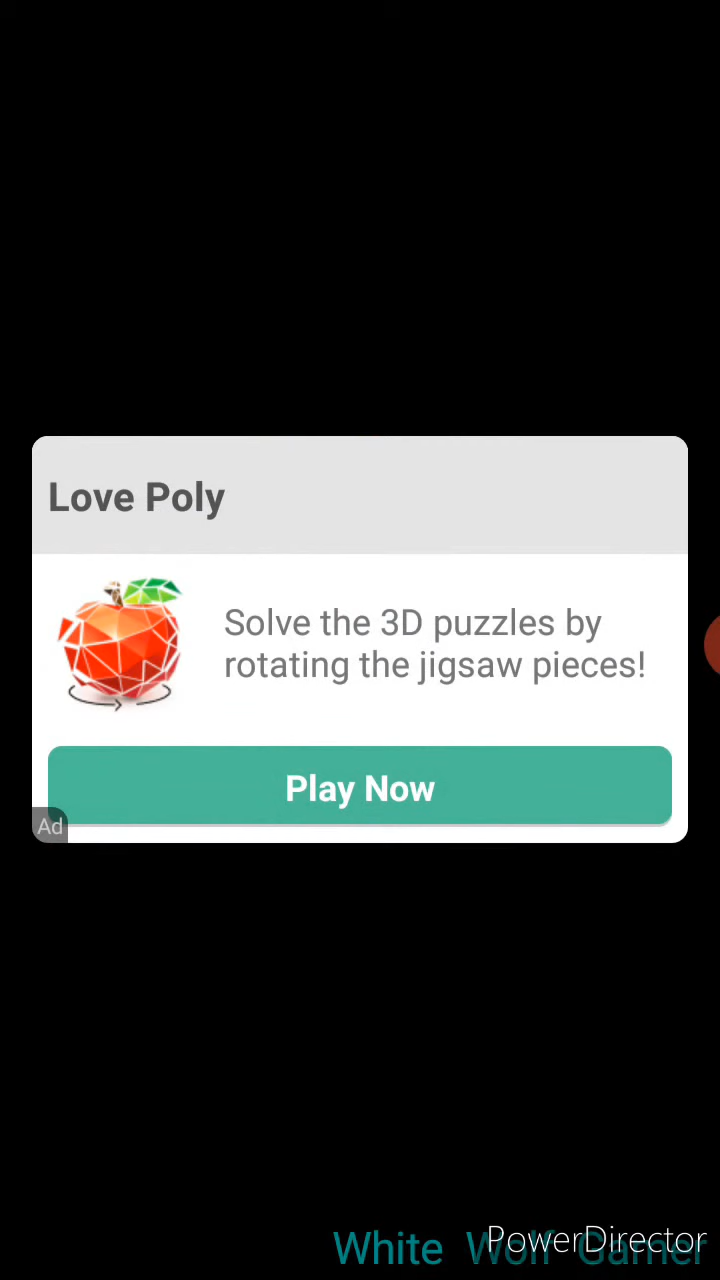 Love Poly
Solve the 3D puzzles by
rotating the jigsaw pieces!
Play Now
Ad
White Wolf Gamer
PowerDirector